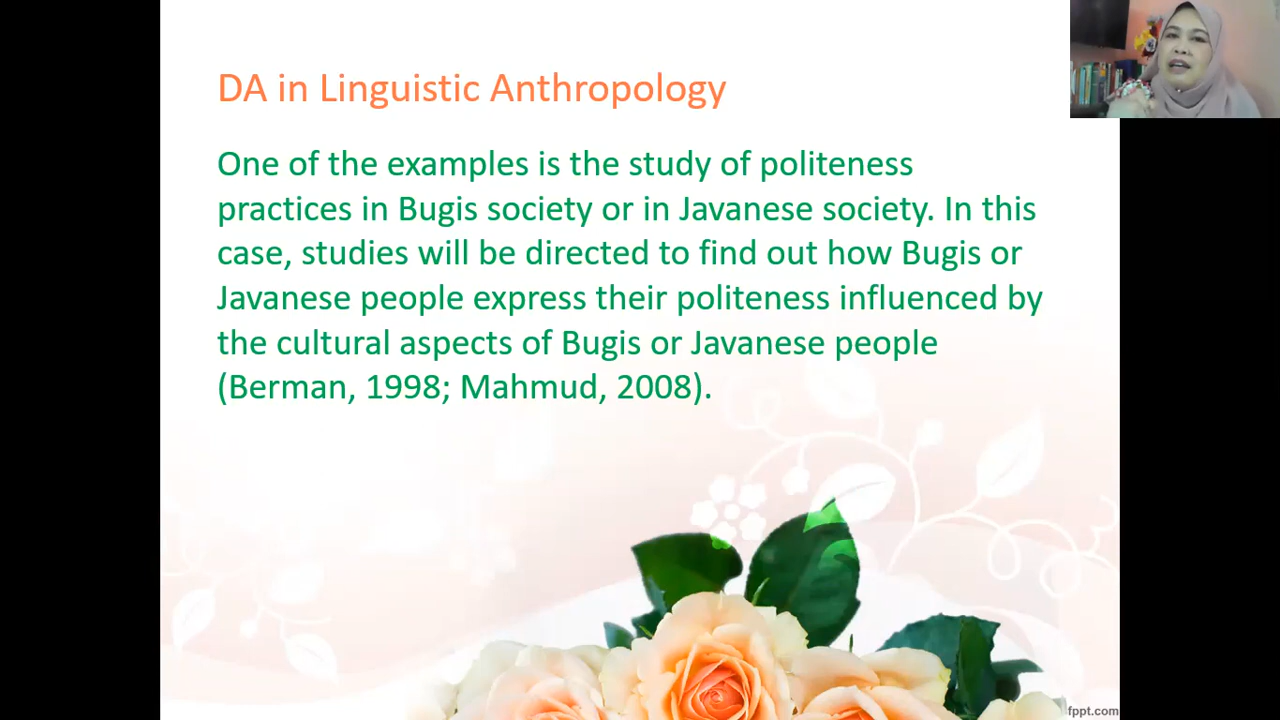 DA in Linguistic Anthropology
One of the examples is the study of politeness
practices in Bugis society or in Javanese society. In this
case, studies will be directed to find out how Bugis or
Javanese people express their politeness influenced by
the cultural aspects of Bugis or Javanese people
(Berman, 1998; Mahmud, 2008).
fppt.com